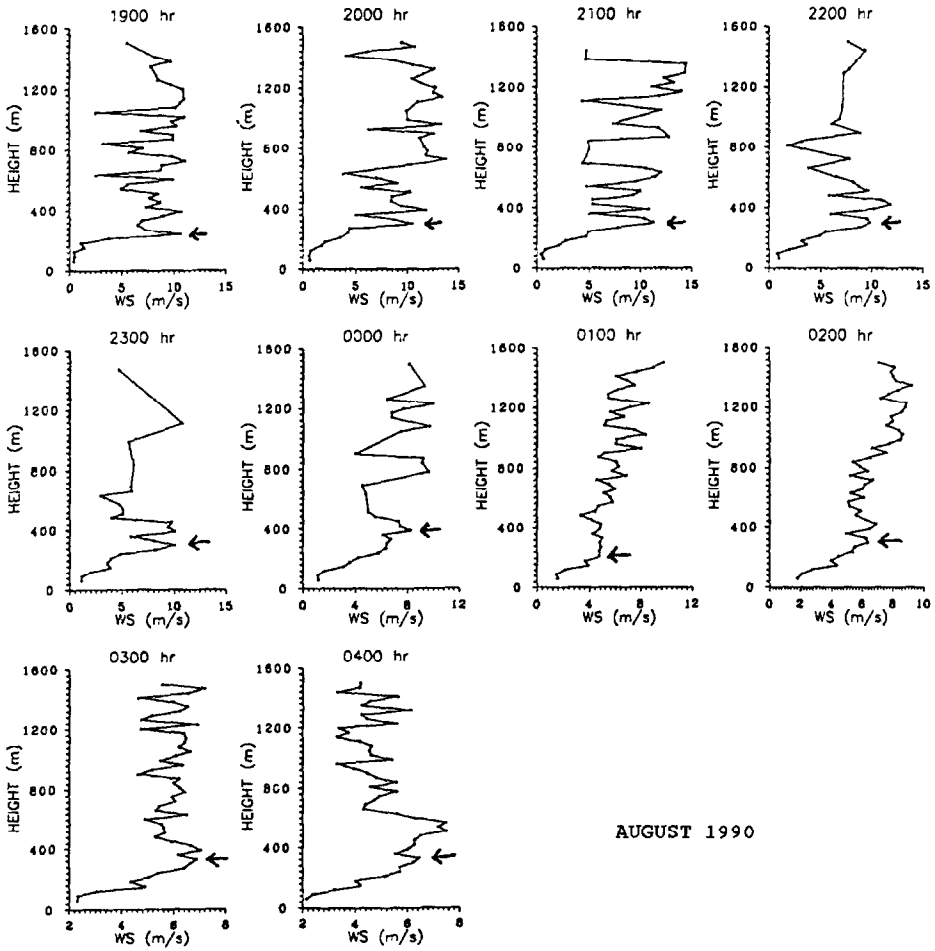 1900 hr
2000 hr
2100 hr
2200 hr
1600
1200
800
400
0
HEIGHT (m)
0 5 10 15
WS (m/s)
1600
1200
800
400
0
HEIGHT (m)
0 5 10 15
WS (m/s)
1600
1200
800
400
0
HEIGHT (m)
0 5 10 15
WS (m/s)
1600
1200
800
400
0
HEIGHT (m)
0 5 10 15
WS (m/s)
2300 hr
0000 hr
0100 hr
0200 hr
1600
1200
800
400
0
HEIGHT (m)
0 5 10 15
WS (m/s)
1600
1200
800
400
0
HEIGHT (m)
0 4 8 12
WS (m/s)
1600
1200
800
400
0
HEIGHT (m)
0 4 8 12
WS (m/s)
1600
1200
800
400
0
HEIGHT (m)
0 2 4 6 8 10
WS (m/s)
0300 hr
0400 hr
1600
1200
800
400
0
HEIGHT (m)
2 4 6 8
WS (m/s)
1600
1200
800
400
0
HEIGHT (m)
2 4 6 8
WS (m/s)
AUGUST 1990